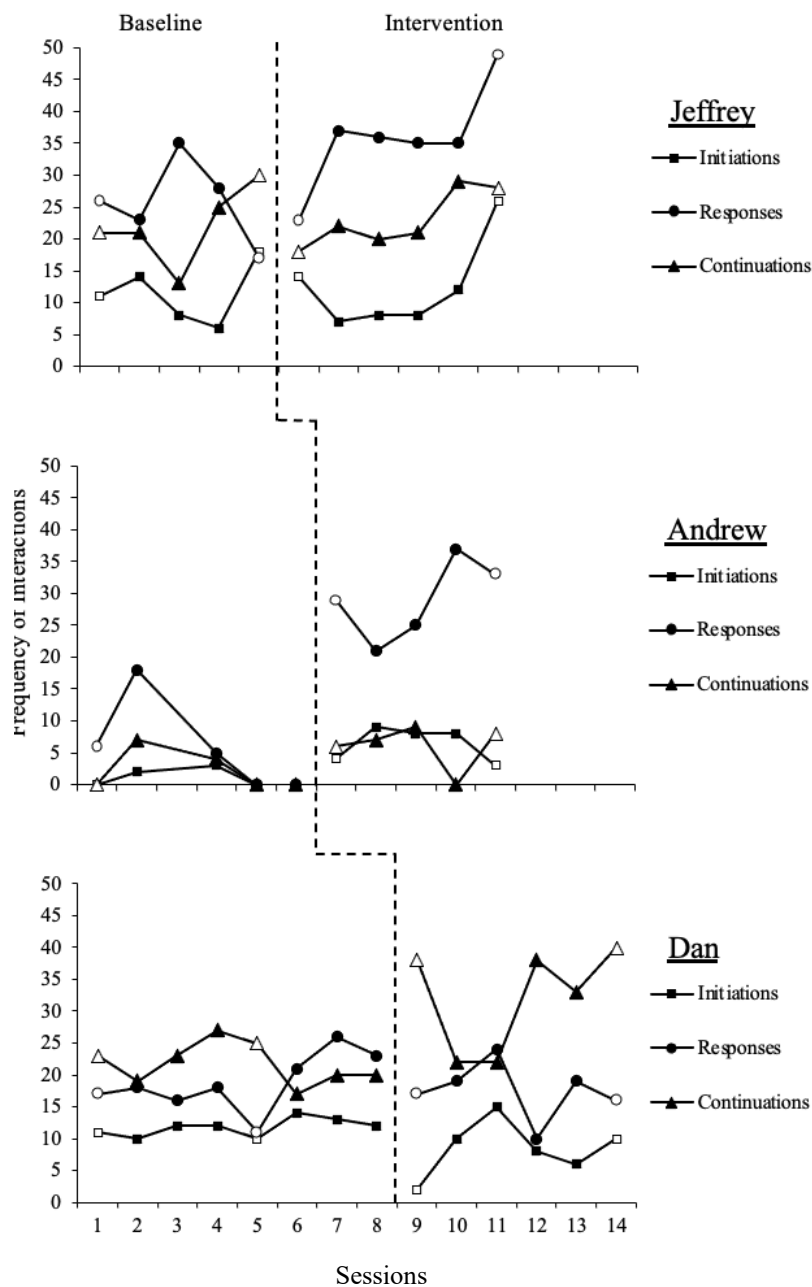 Baseline
Intervention
50
45
40
35
30
25
20
15
10
5
0
Jeffrey
Initiations
Responses
Continuations
Frequency of Interactions
50
45
40
35
30
25
20
15
10
5
0
Andrew
Initiations
Responses
Continuations
50
45
40
35
30
25
20
15
10
5
0
Dan
Initiations
Responses
Continuations
1 2 3 4 5 6 7 8 9 10 11 12 13 14
Sessions